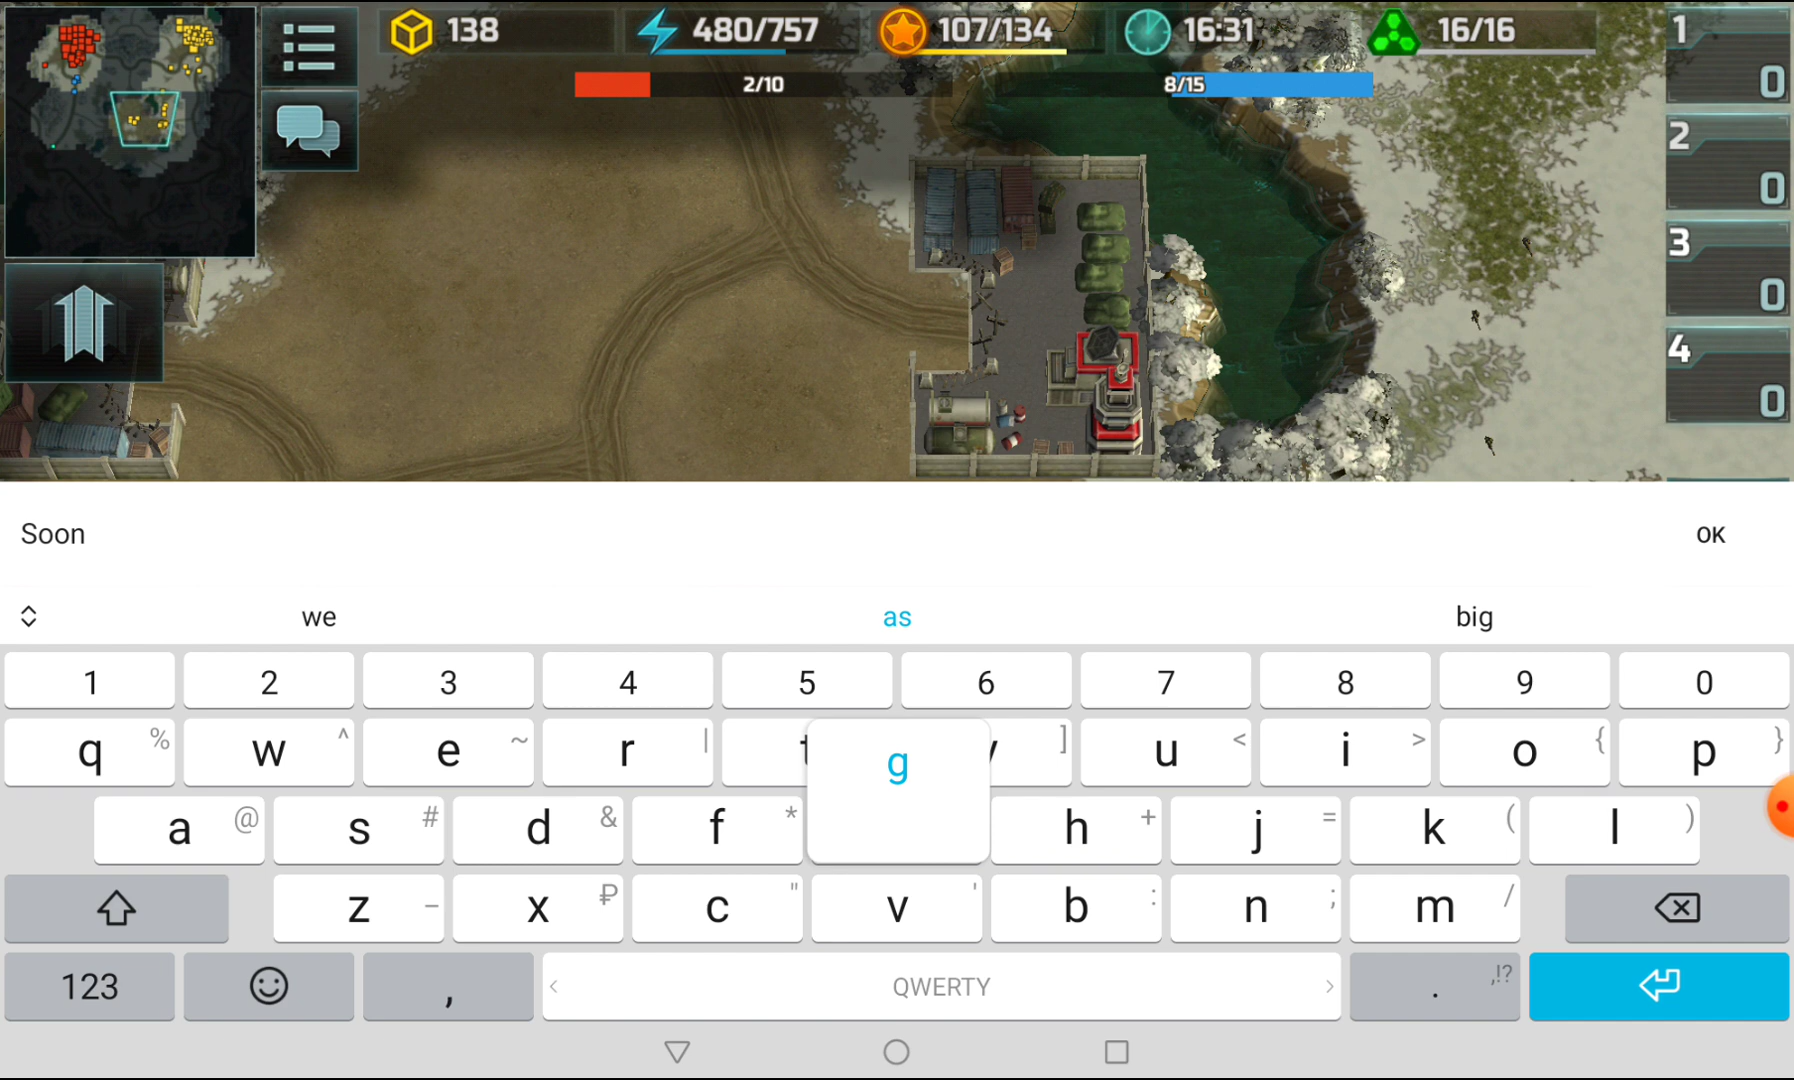 138 480/757 107/134 16:31 16/16
2/10 8/15
1
0
2
0
3
0
4
0
Soon OK
we as big
1 2 3 4 5 6 7 8 9 0
q % w ^ e ~ r | t ] u < i > o { p }
a @ s # d & f * g h + j = k ( l )
z – x ₽ c " v ' b : n ; m /
123 , < QWERTY > . ,!?